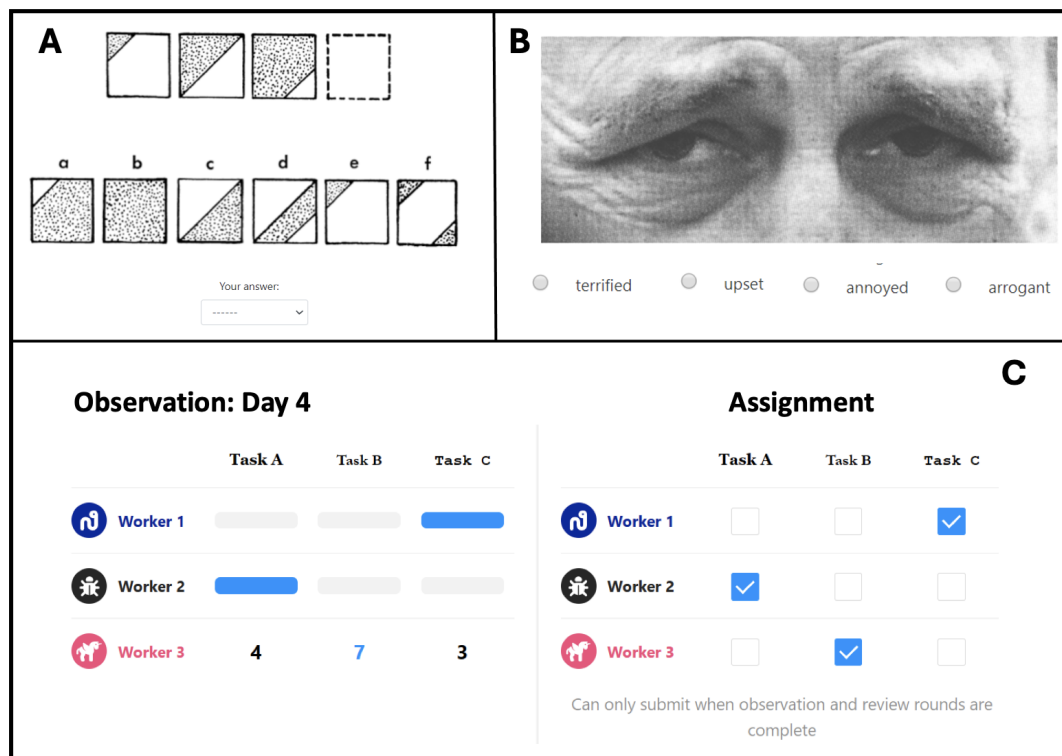 A
a b c d e f
Your answer:
------
B
terrified upset annoyed arrogant
C
Observation: Day 4
Task A Task B Task C
Worker 1
Worker 2
Worker 3 4 7 3
Assignment
Task A Task B Task C
Worker 1
Worker 2
Worker 3
Can only submit when observation and review rounds are
complete